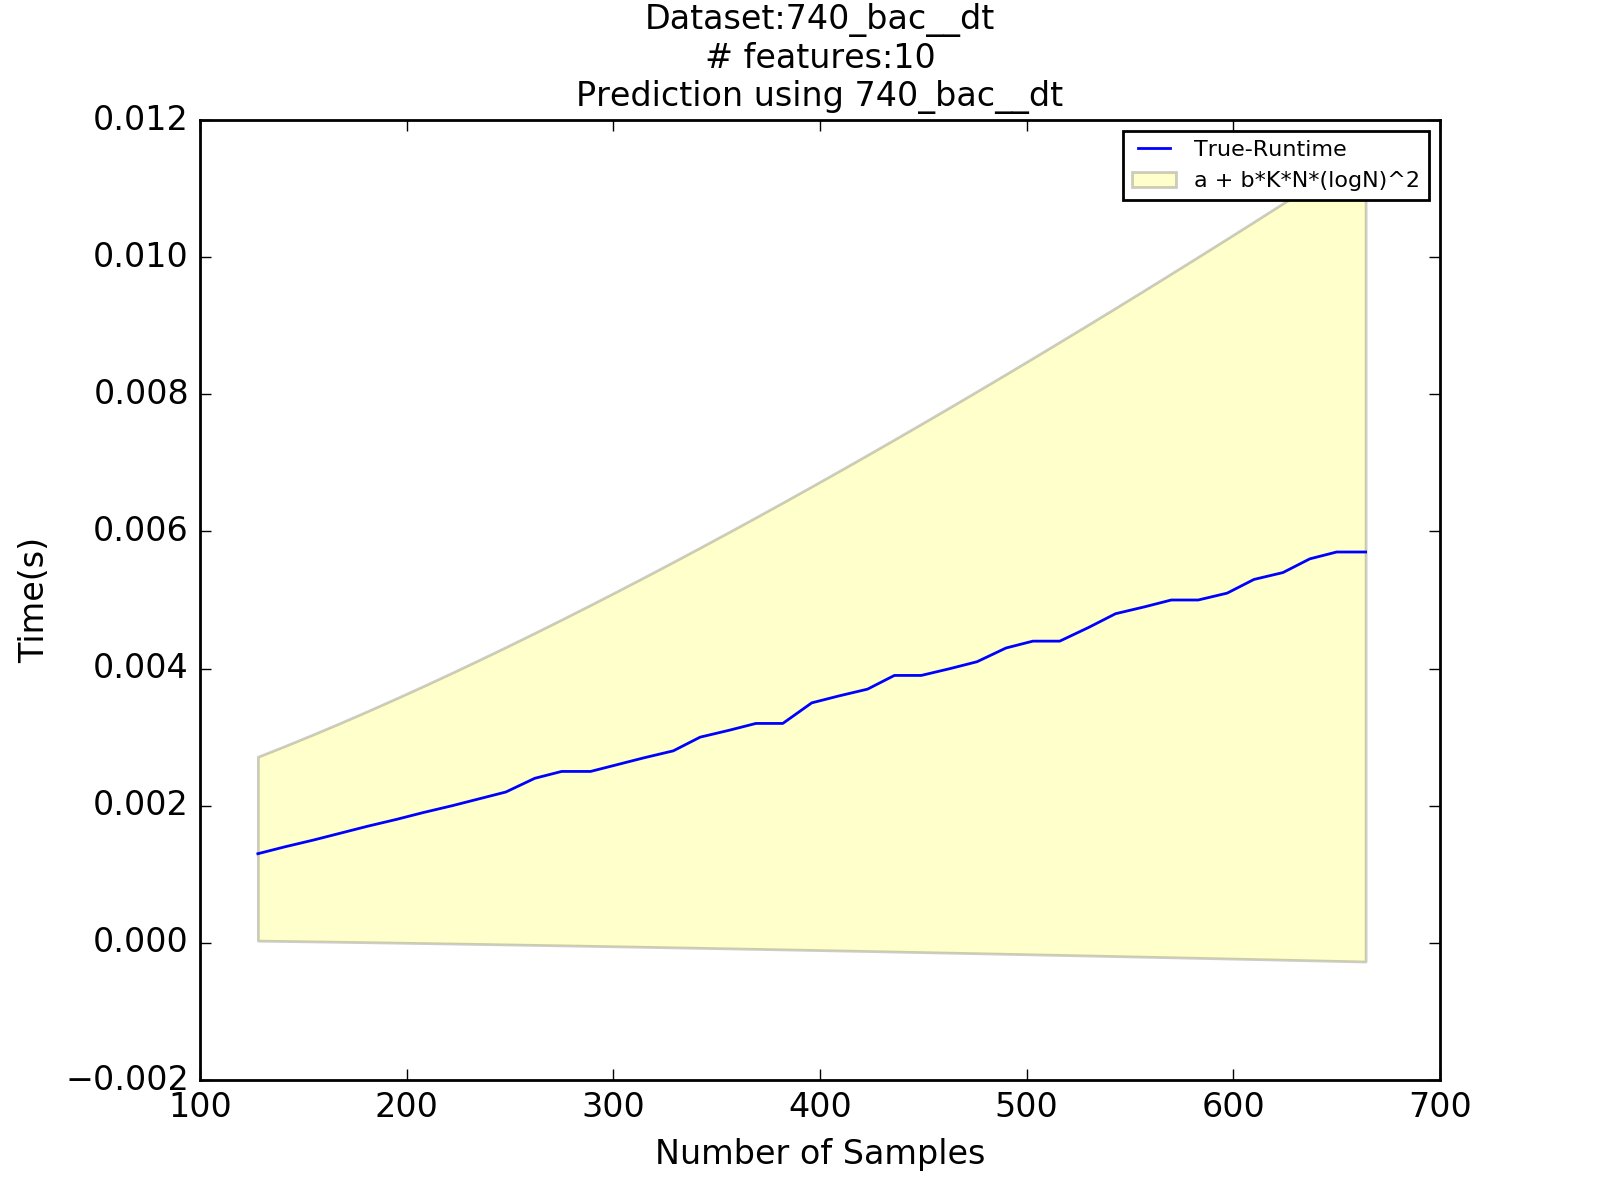 Dataset:740_bac__dt
# features:10
Prediction using 740_bac__dt
True-Runtime
a + b*K*N*(logN)^2
Time(s)
0.012
0.010
0.008
0.006
0.004
0.002
0.000
−0.002
100 200 300 400 500 600 700
Number of Samples